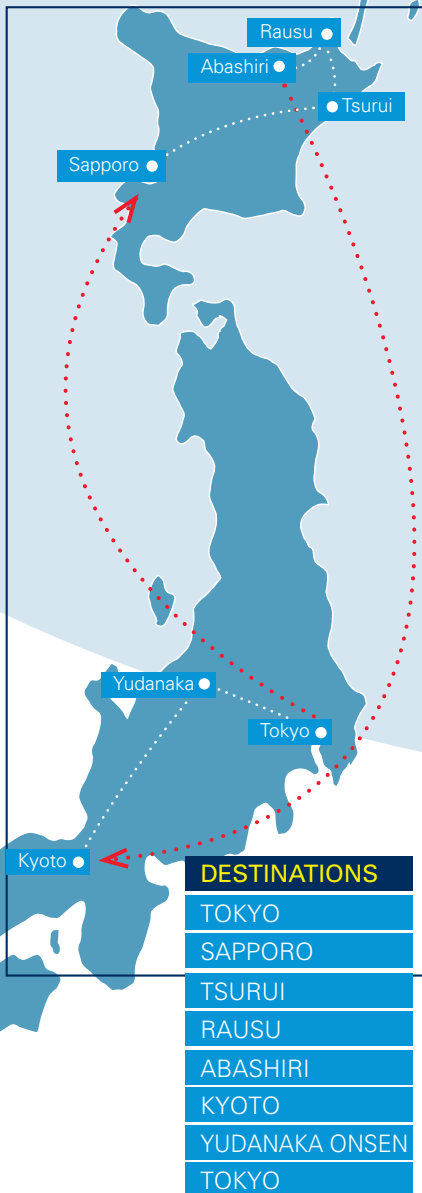 Rausu
Abashiri
Tsurui
Sapporo
Yudanaka
Tokyo
Kyoto
DESTINATIONS
TOKYO
SAPPORO
TSURUI
RAUSU
ABASHIRI
KYOTO
YUDANAKA ONSEN
TOKYO